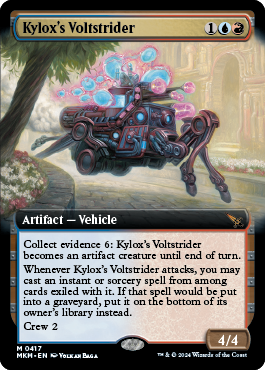 Kylox's Voltstrider 1
Artifact — Vehicle
Collect evidence 6: Kylox's Voltstrider
becomes an artifact creature until end of turn.
Whenever Kylox's Voltstrider attacks, you may
cast an instant or sorcery spell from among
cards exiled with it. If that spell would be put
into a graveyard, put it on the bottom of its
owner's library instead.
Crew 2
4/4
M 0417
MKM • EN Volkan Baga ™ & © 2024 Wizards of the Coast